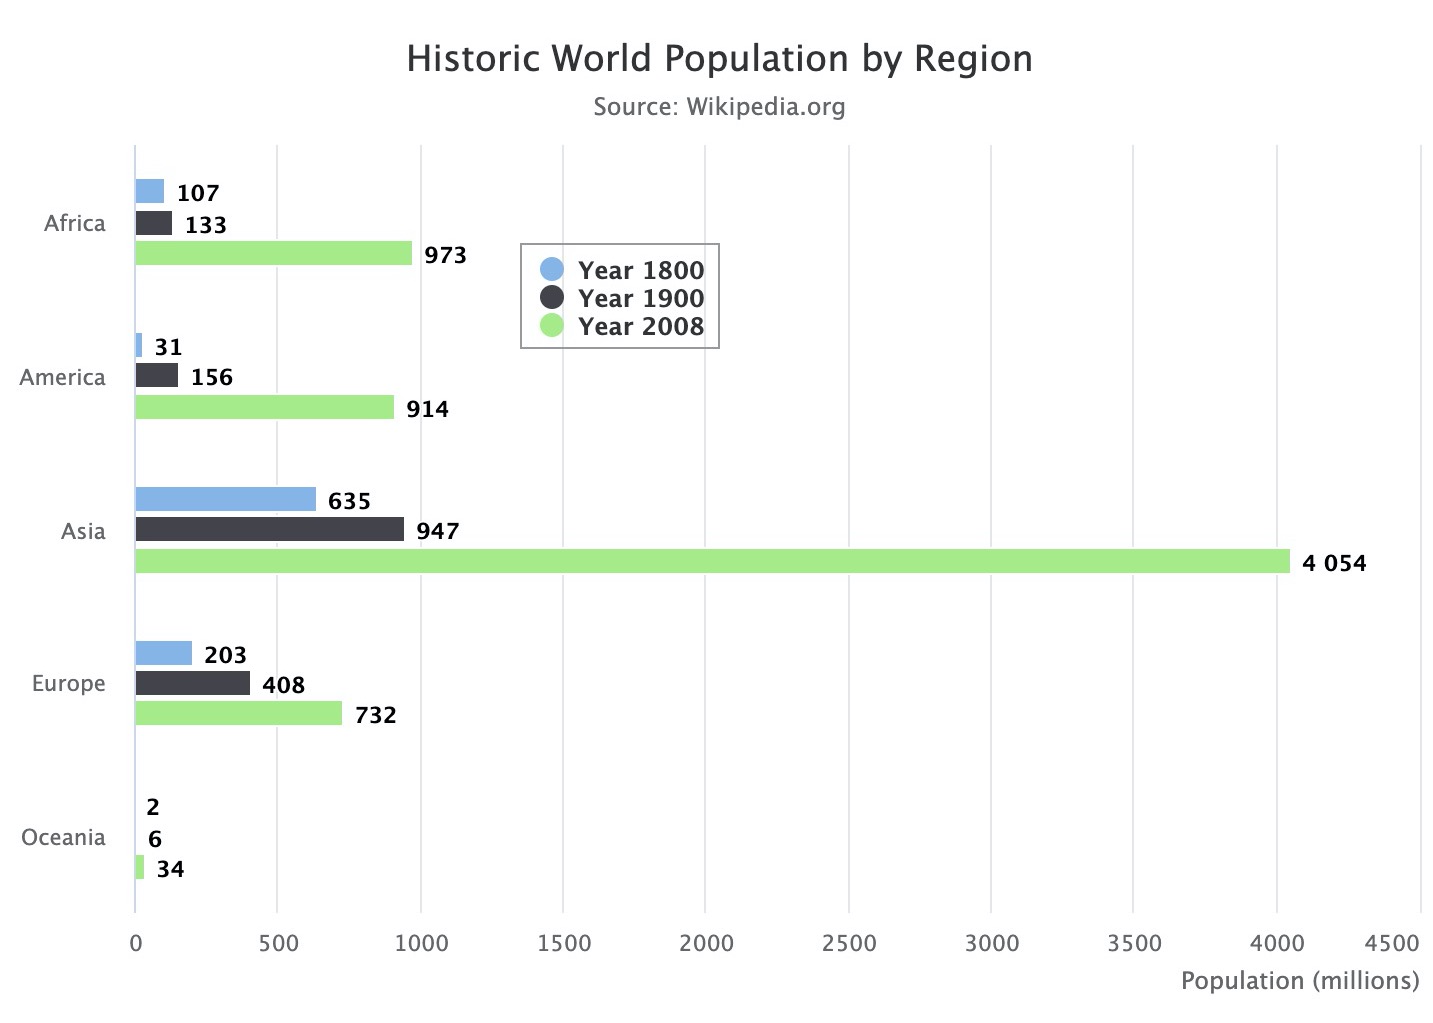 Historic World Population by Region
Source: Wikipedia.org
Africa
107
133
973
Year 1800
Year 1900
Year 2008
America
31
156
914
Asia
635
947
4 054
Europe
203
408
732
Oceania
2
6
34
0 500 1000 1500 2000 2500 3000 3500 4000 4500
Population (millions)